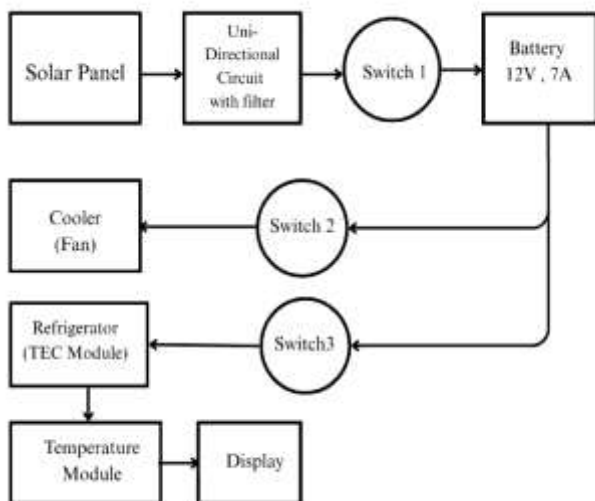 Solar Panel
Uni-
Directional
Circuit
with filter
Switch 1
Battery
12V , 7A
Cooler
(Fan)
Switch 2
Refrigerator
(TEC Module)
Switch3
Temperature
Module
Display